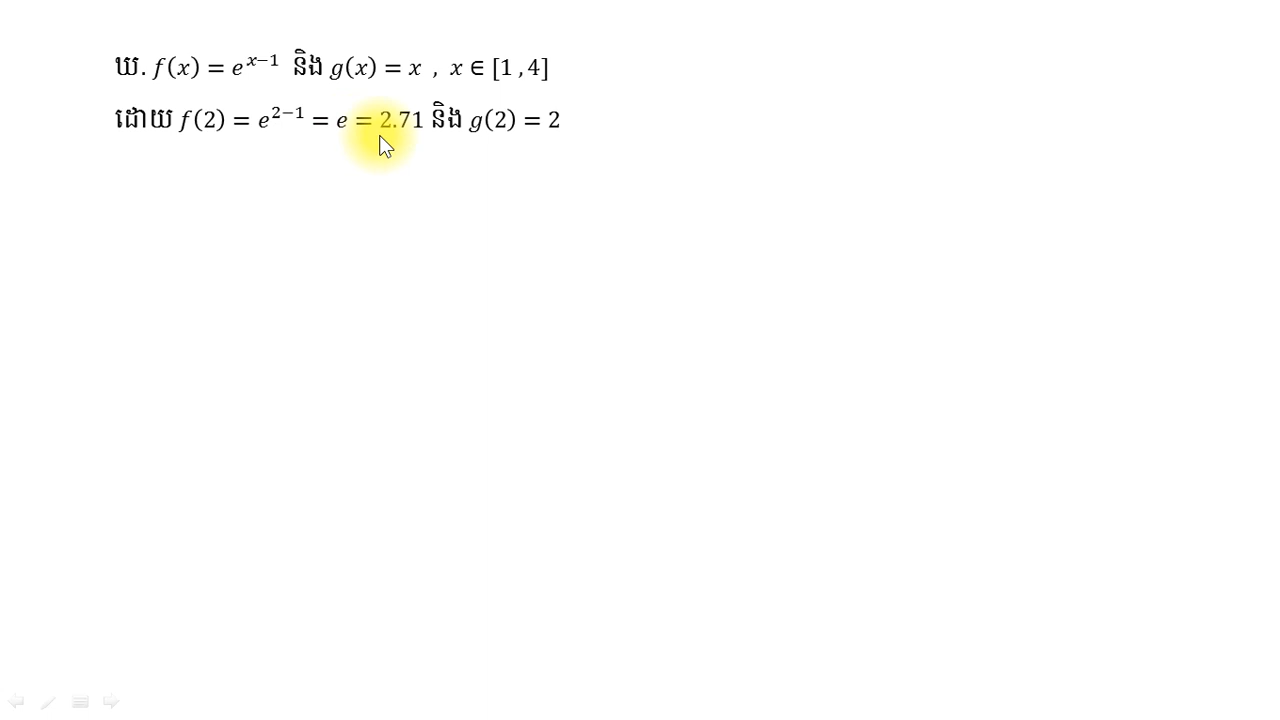 ឃ. f(x) = e^{x−1} និង g(x) = x , x ∈ [1 , 4]
ដោយ f(2) = e^{2−1} = e = 2.71 និង g(2) = 2